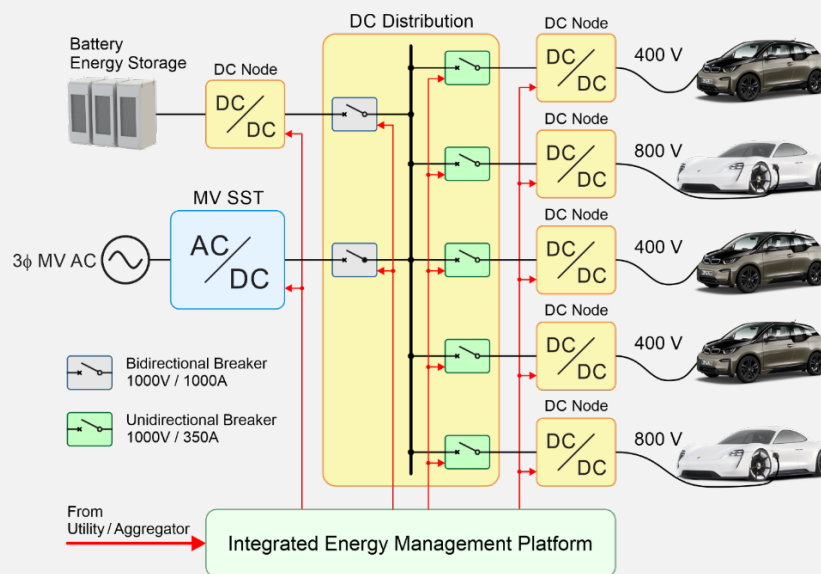 DC Distribution
Battery
Energy Storage
DC Node
DC/DC
MV SST
AC/DC
3ϕ MV AC
DC Node
DC/DC
400 V
DC Node
DC/DC
800 V
DC Node
DC/DC
400 V
DC Node
DC/DC
400 V
DC Node
DC/DC
800 V
Bidirectional Breaker
1000V / 1000A
Unidirectional Breaker
1000V / 350A
From
Utility / Aggregator
Integrated Energy Management Platform